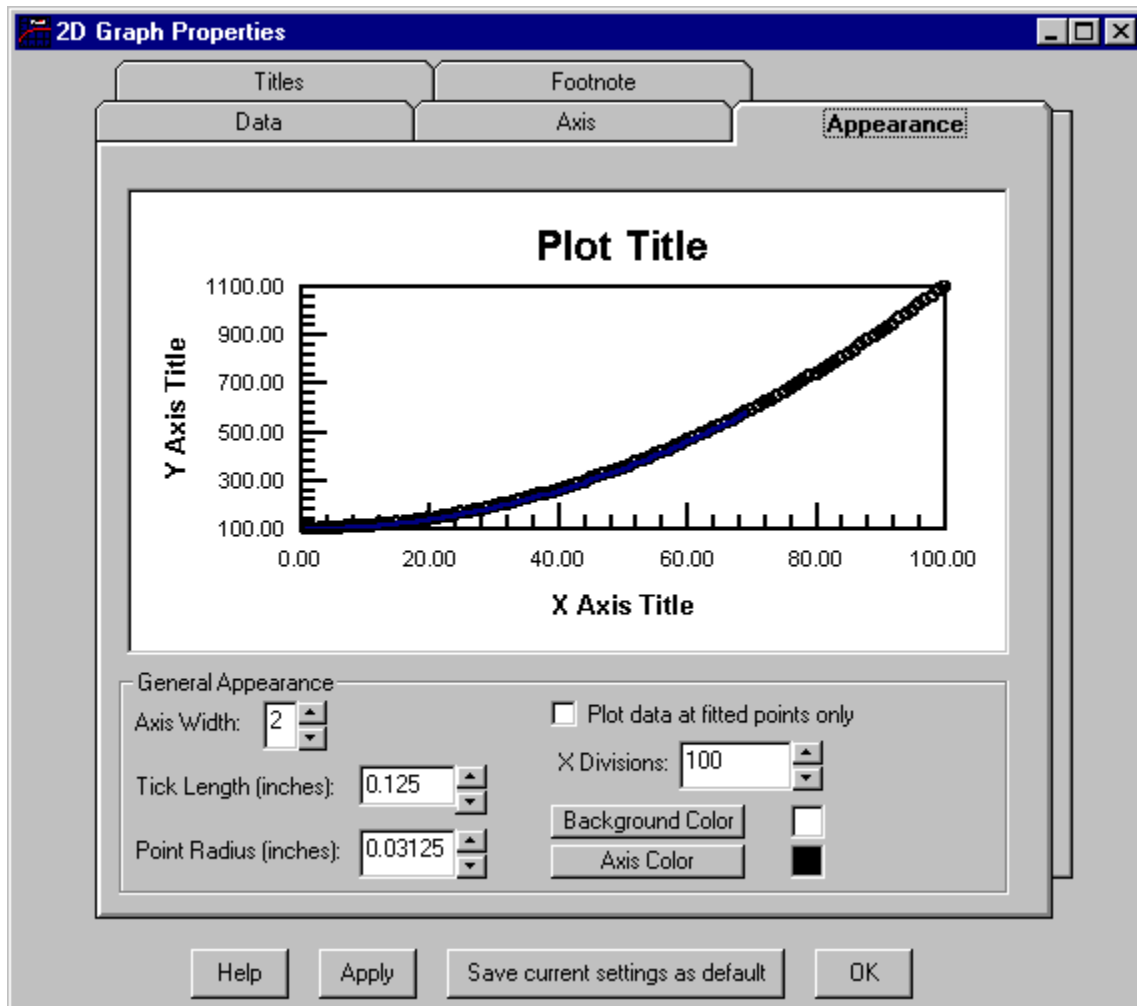 2D Graph Properties
Titles Footnote
Data Axis Appearance
Plot Title
1100.00
900.00
700.00
500.00
300.00
100.00
Y Axis Title
0.00 20.00 40.00 60.00 80.00 100.00
X Axis Title
General Appearance
Axis Width: 2
Plot data at fitted points only
X Divisions: 100
Tick Length (inches): 0.125
Background Color
Point Radius (inches): 0.03125
Axis Color
Help Apply Save current settings as default OK